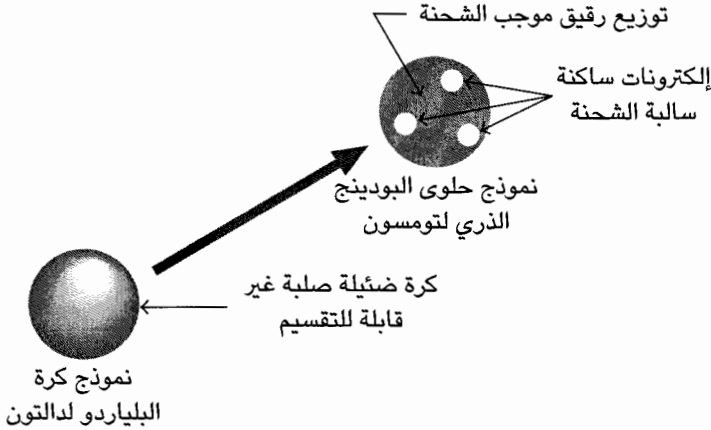 توزيع رقيق موجب الشحنة
إلكترونات ساكنة
سالبة الشحنة
نموذج حلوى البودينج
الذري لتومسون
كرة ضئيلة صلبة غير
قابلة للتقسيم
نموذج كرة
البلياردو لدالتون